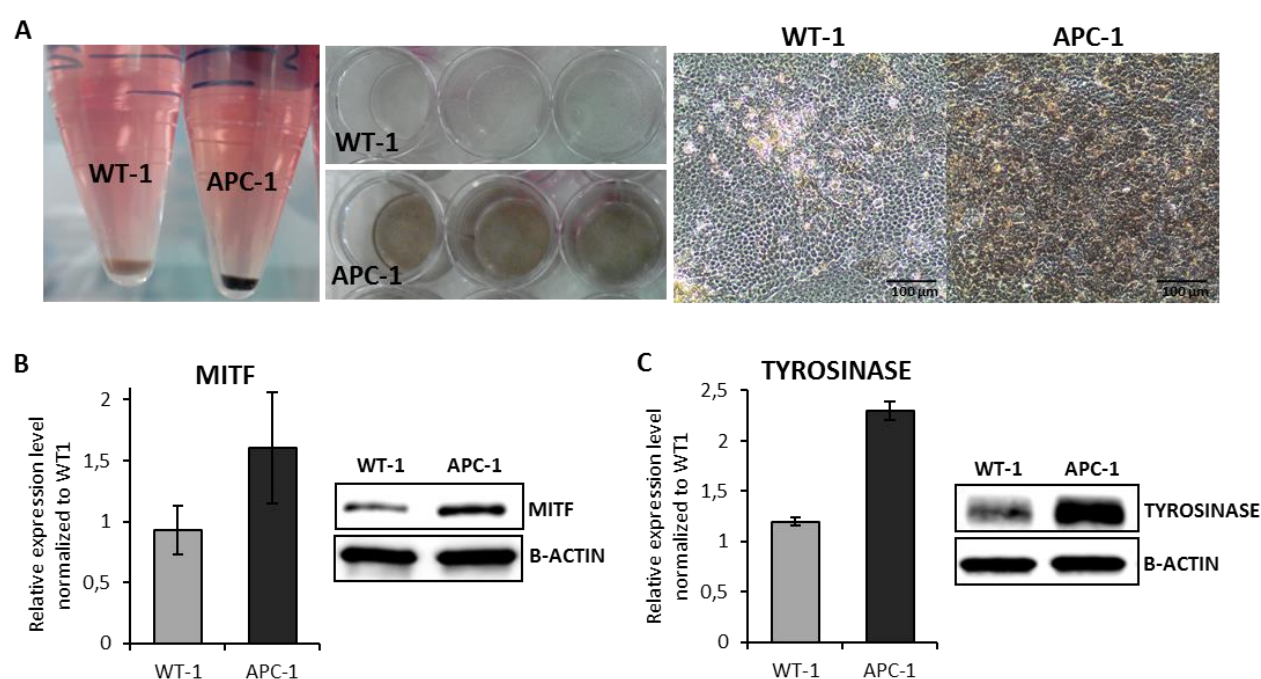 A
WT-1
APC-1
WT-1
APC-1
WT-1
APC-1
100 µm
100 µm
B
MITF
Relative expression level
normalized to WT1
2
1,5
1
0,5
0
WT-1
APC-1
WT-1
APC-1
MITF
B-ACTIN
C
TYROSINASE
Relative expression level
normalized to WT1
2,5
2
1,5
1
0,5
0
WT-1
APC-1
WT-1
APC-1
TYROSINASE
B-ACTIN